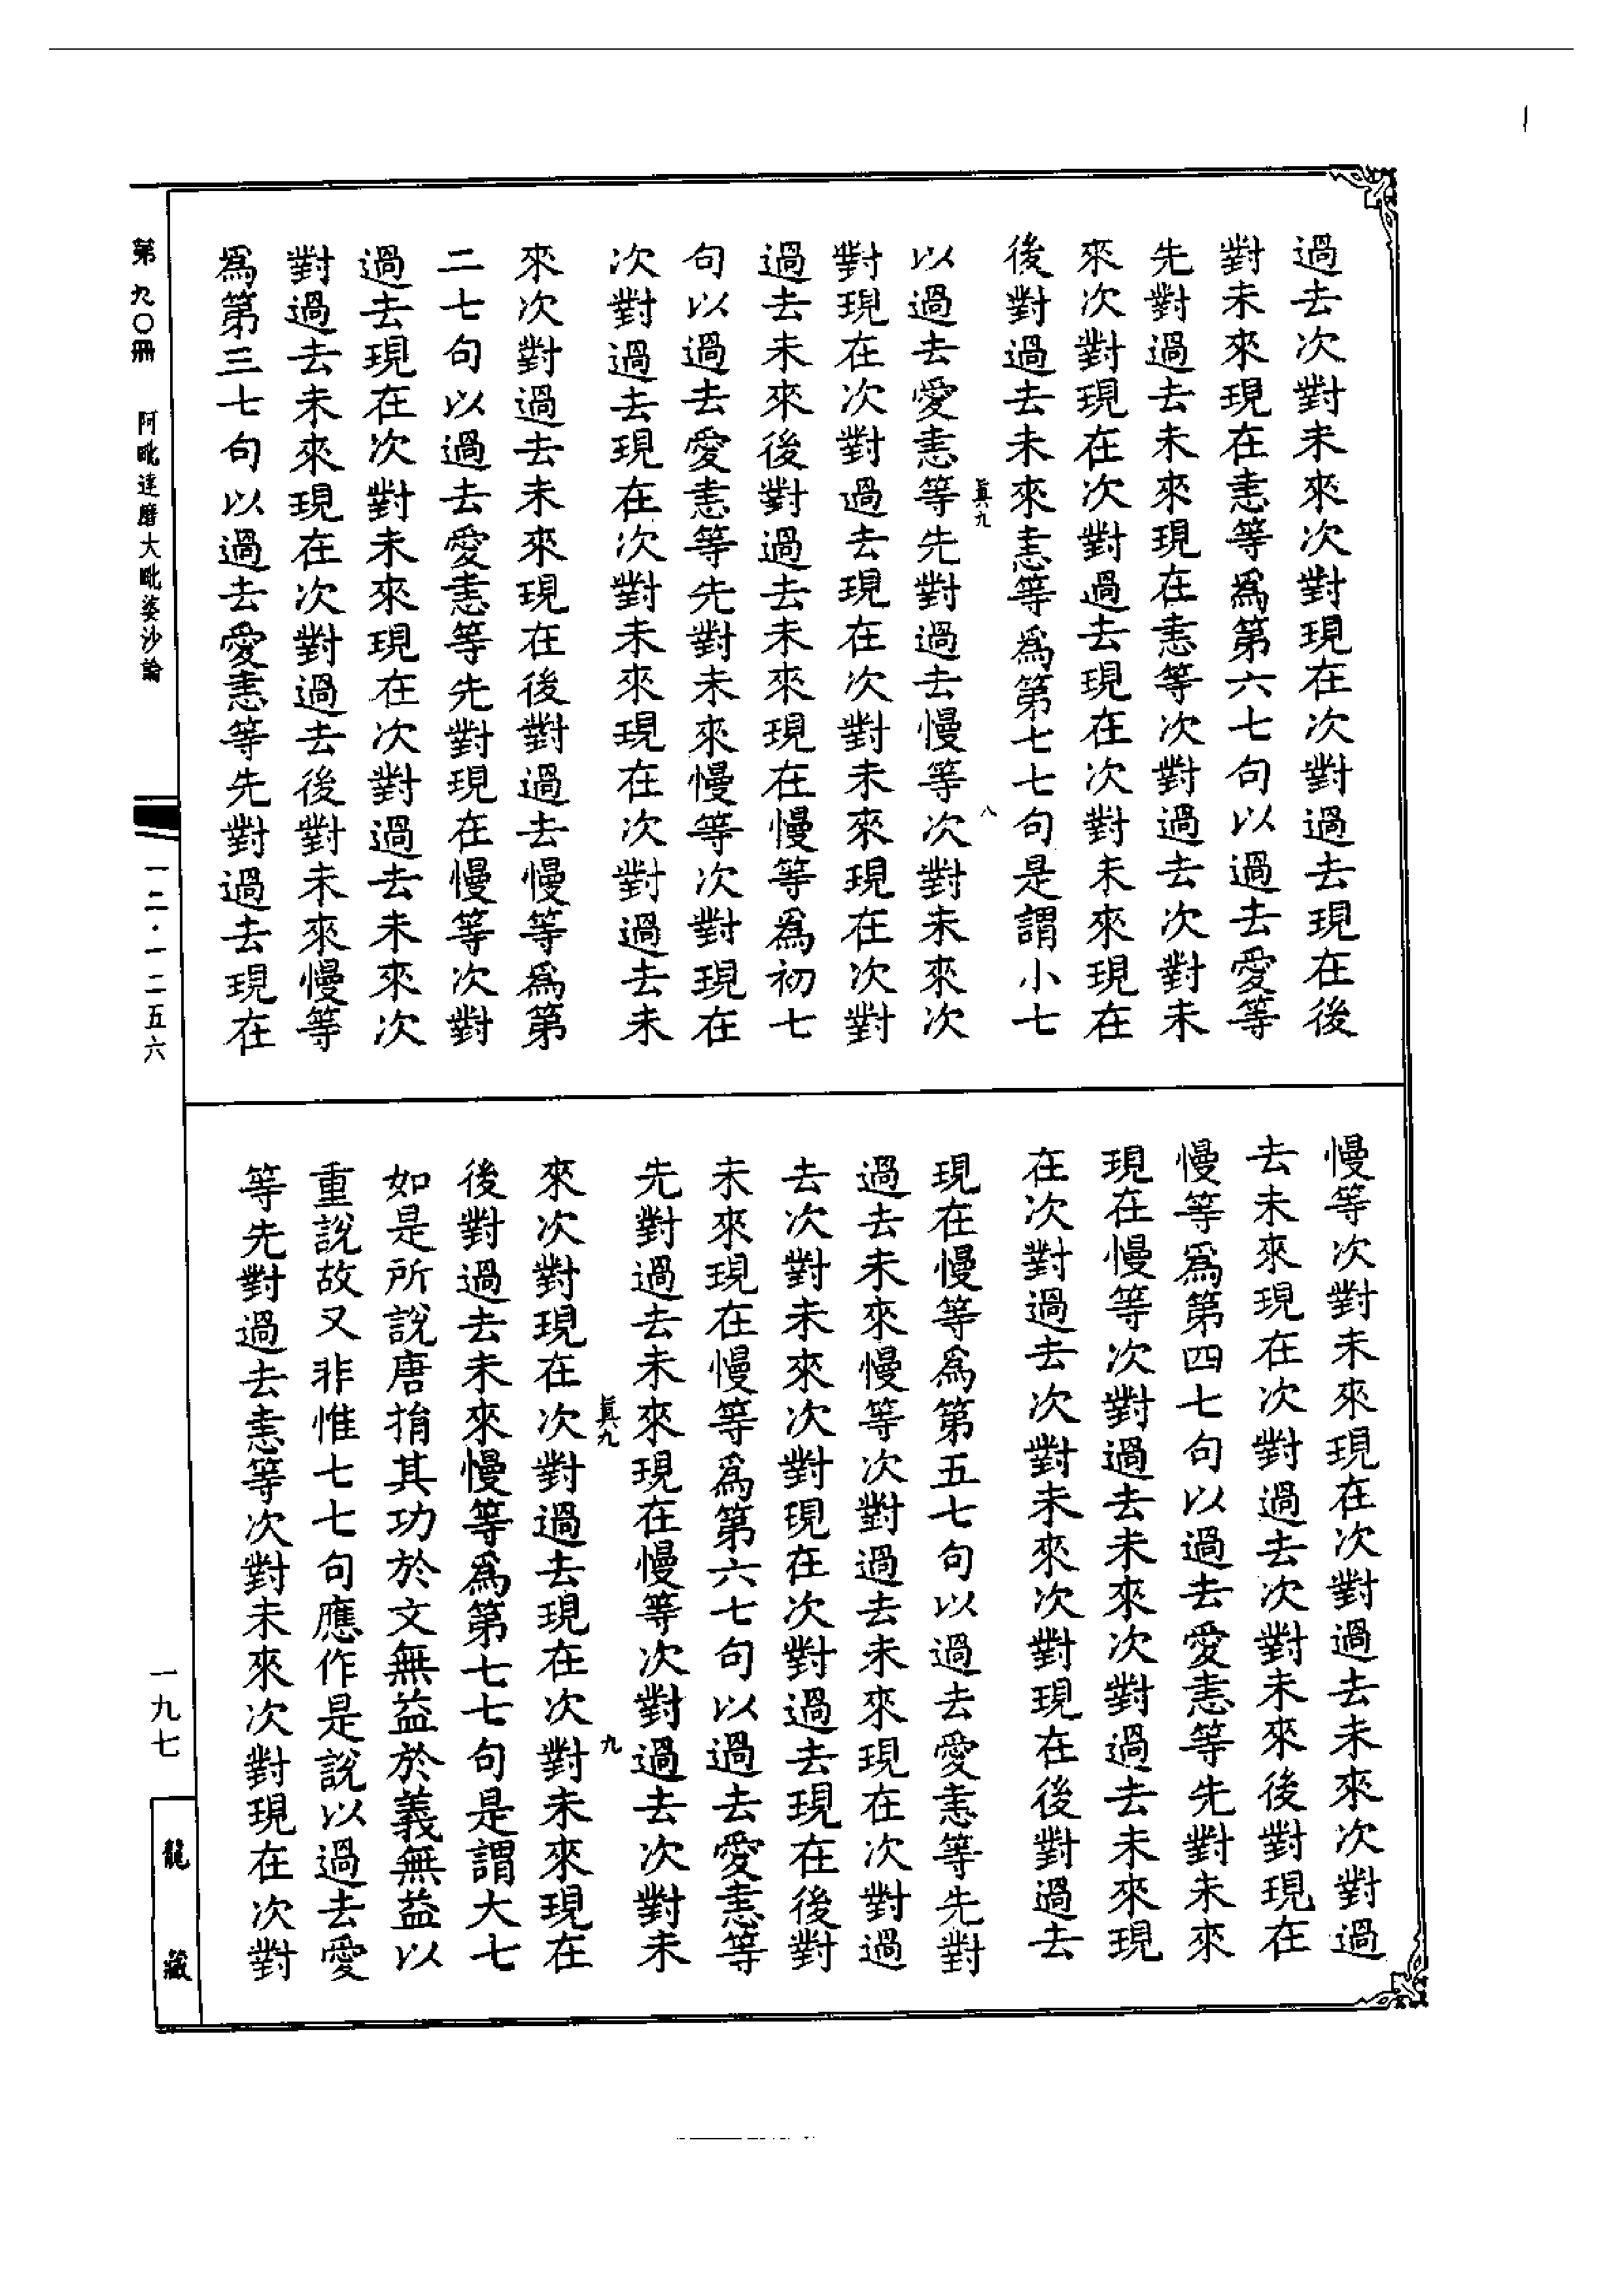 過去次對未來次對現在次對過去現在後
對未來現在恚等爲第六七句以過去愛等
先對過去未來現在恚等次對過去次對未
來次對現在次對過去現在次對未來現在
後對過去未來恚等爲第七七句是謂小七
眞九
八
以過去愛恚等先對過去慢等次對未來次
對現在次對過去現在次對未來現在次對
過去未來後對過去未來現在慢等爲初七
句以過去愛恚等先對未來慢等次對現在
次對過去現在次對未來現在次對過去未
來次對過去未來現在後對過去慢等爲第
二七句以過去愛恚等先對現在慢等次對
過去現在次對未來現在次對過去未來次
對過去未來現在次對過去後對未來慢等
爲第三七句以過去愛恚等先對過去現在
慢等次對未來現在次對過去未來次對過
去未來現在次對過去次對未來後對現在
慢等爲第四七句以過去愛恚等先對未來
現在慢等次對過去未來次對過去未來現
在次對過去次對未來次對現在後對過去
現在慢等爲第五七句以過去愛恚等先對
過去未來慢等次對過去未來現在次對過
去次對未來次對現在次對過去現在後對
未來現在慢等爲第六七句以過去愛恚等
先對過去未來現在慢等次對過去次對未
眞九
九
來次對現在次對過去現在次對未來現在
後對過去未來慢等爲第七七句是謂大七
如是所說唐捐其功於文無益於義無益以
重說故又非惟七七句應作是說以過去愛
等先對過去恚等次對未來次對現在次對
第九〇冊
阿毗達磨大毗婆沙論
一二·一二五六
一九七
龍藏